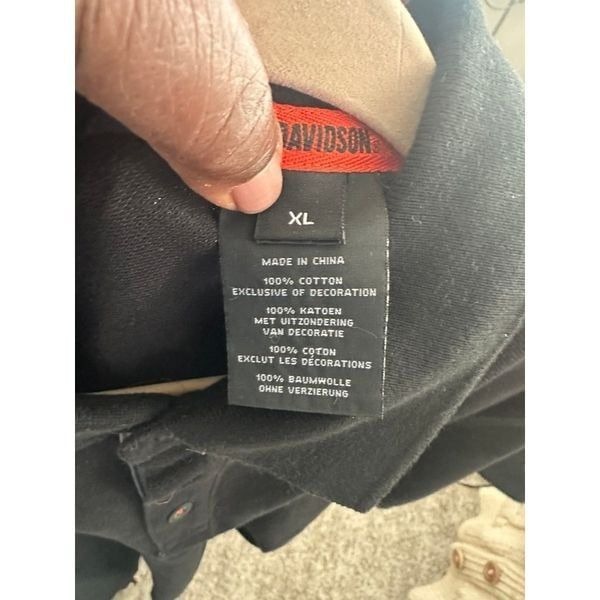 DAVIDSON
XL
MADE IN CHINA
100% COTTON
EXCLUSIVE OF DECORATION
100% KATOEN
MET UITZONDERING
VAN DECORATIE
100% COTON
EXCLUT LES DÉCORATIONS
100% BAUMWOLLE
OHNE VERZIERUNG